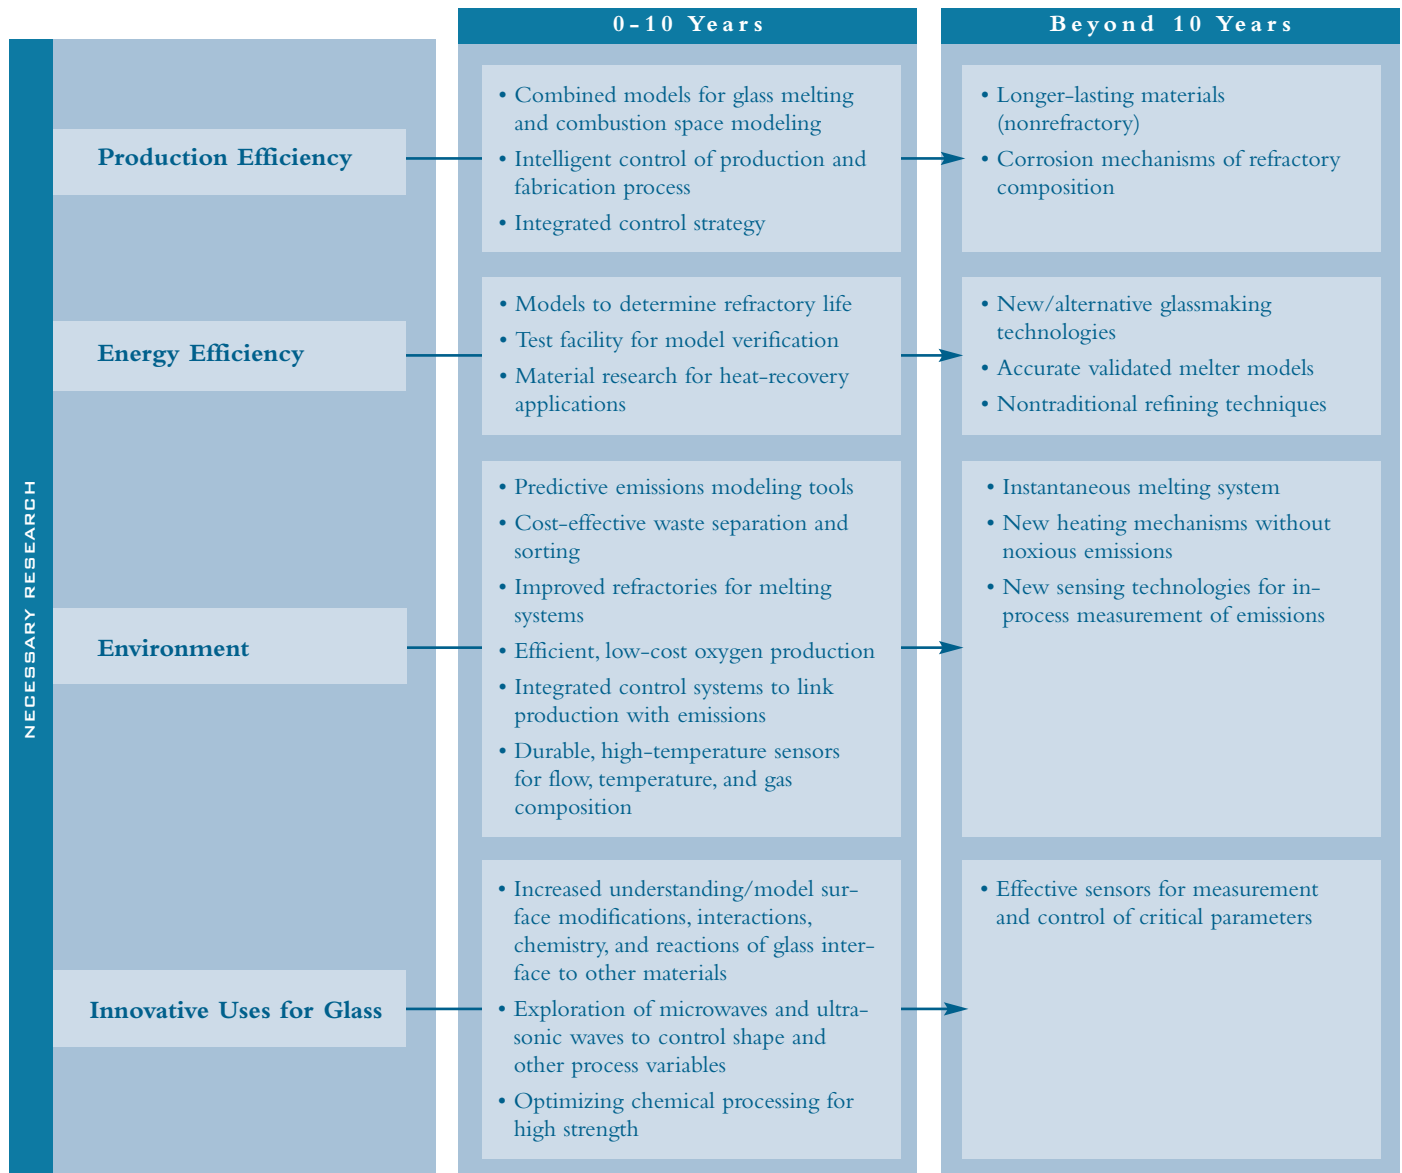 0-10 Years
Beyond 10 Years
NECESSARY RESEARCH
Production Efficiency
• Combined models for glass melting
and combustion space modeling
• Intelligent control of production and
fabrication process
• Integrated control strategy
• Longer-lasting materials
(nonrefractory)
• Corrosion mechanisms of refractory
composition
Energy Efficiency
• Models to determine refractory life
• Test facility for model verification
• Material research for heat-recovery
applications
• New/alternative glassmaking
technologies
• Accurate validated melter models
• Nontraditional refining techniques
Environment
• Predictive emissions modeling tools
• Cost-effective waste separation and
sorting
• Improved refractories for melting
systems
• Efficient, low-cost oxygen production
• Integrated control systems to link
production with emissions
• Durable, high-temperature sensors
for flow, temperature, and gas
composition
• Instantaneous melting system
• New heating mechanisms without
noxious emissions
• New sensing technologies for in-
process measurement of emissions
Innovative Uses for Glass
• Increased understanding/model sur-
face modifications, interactions,
chemistry, and reactions of glass inter-
face to other materials
• Exploration of microwaves and ultra-
sonic waves to control shape and
other process variables
• Optimizing chemical processing for
high strength
• Effective sensors for measurement
and control of critical parameters